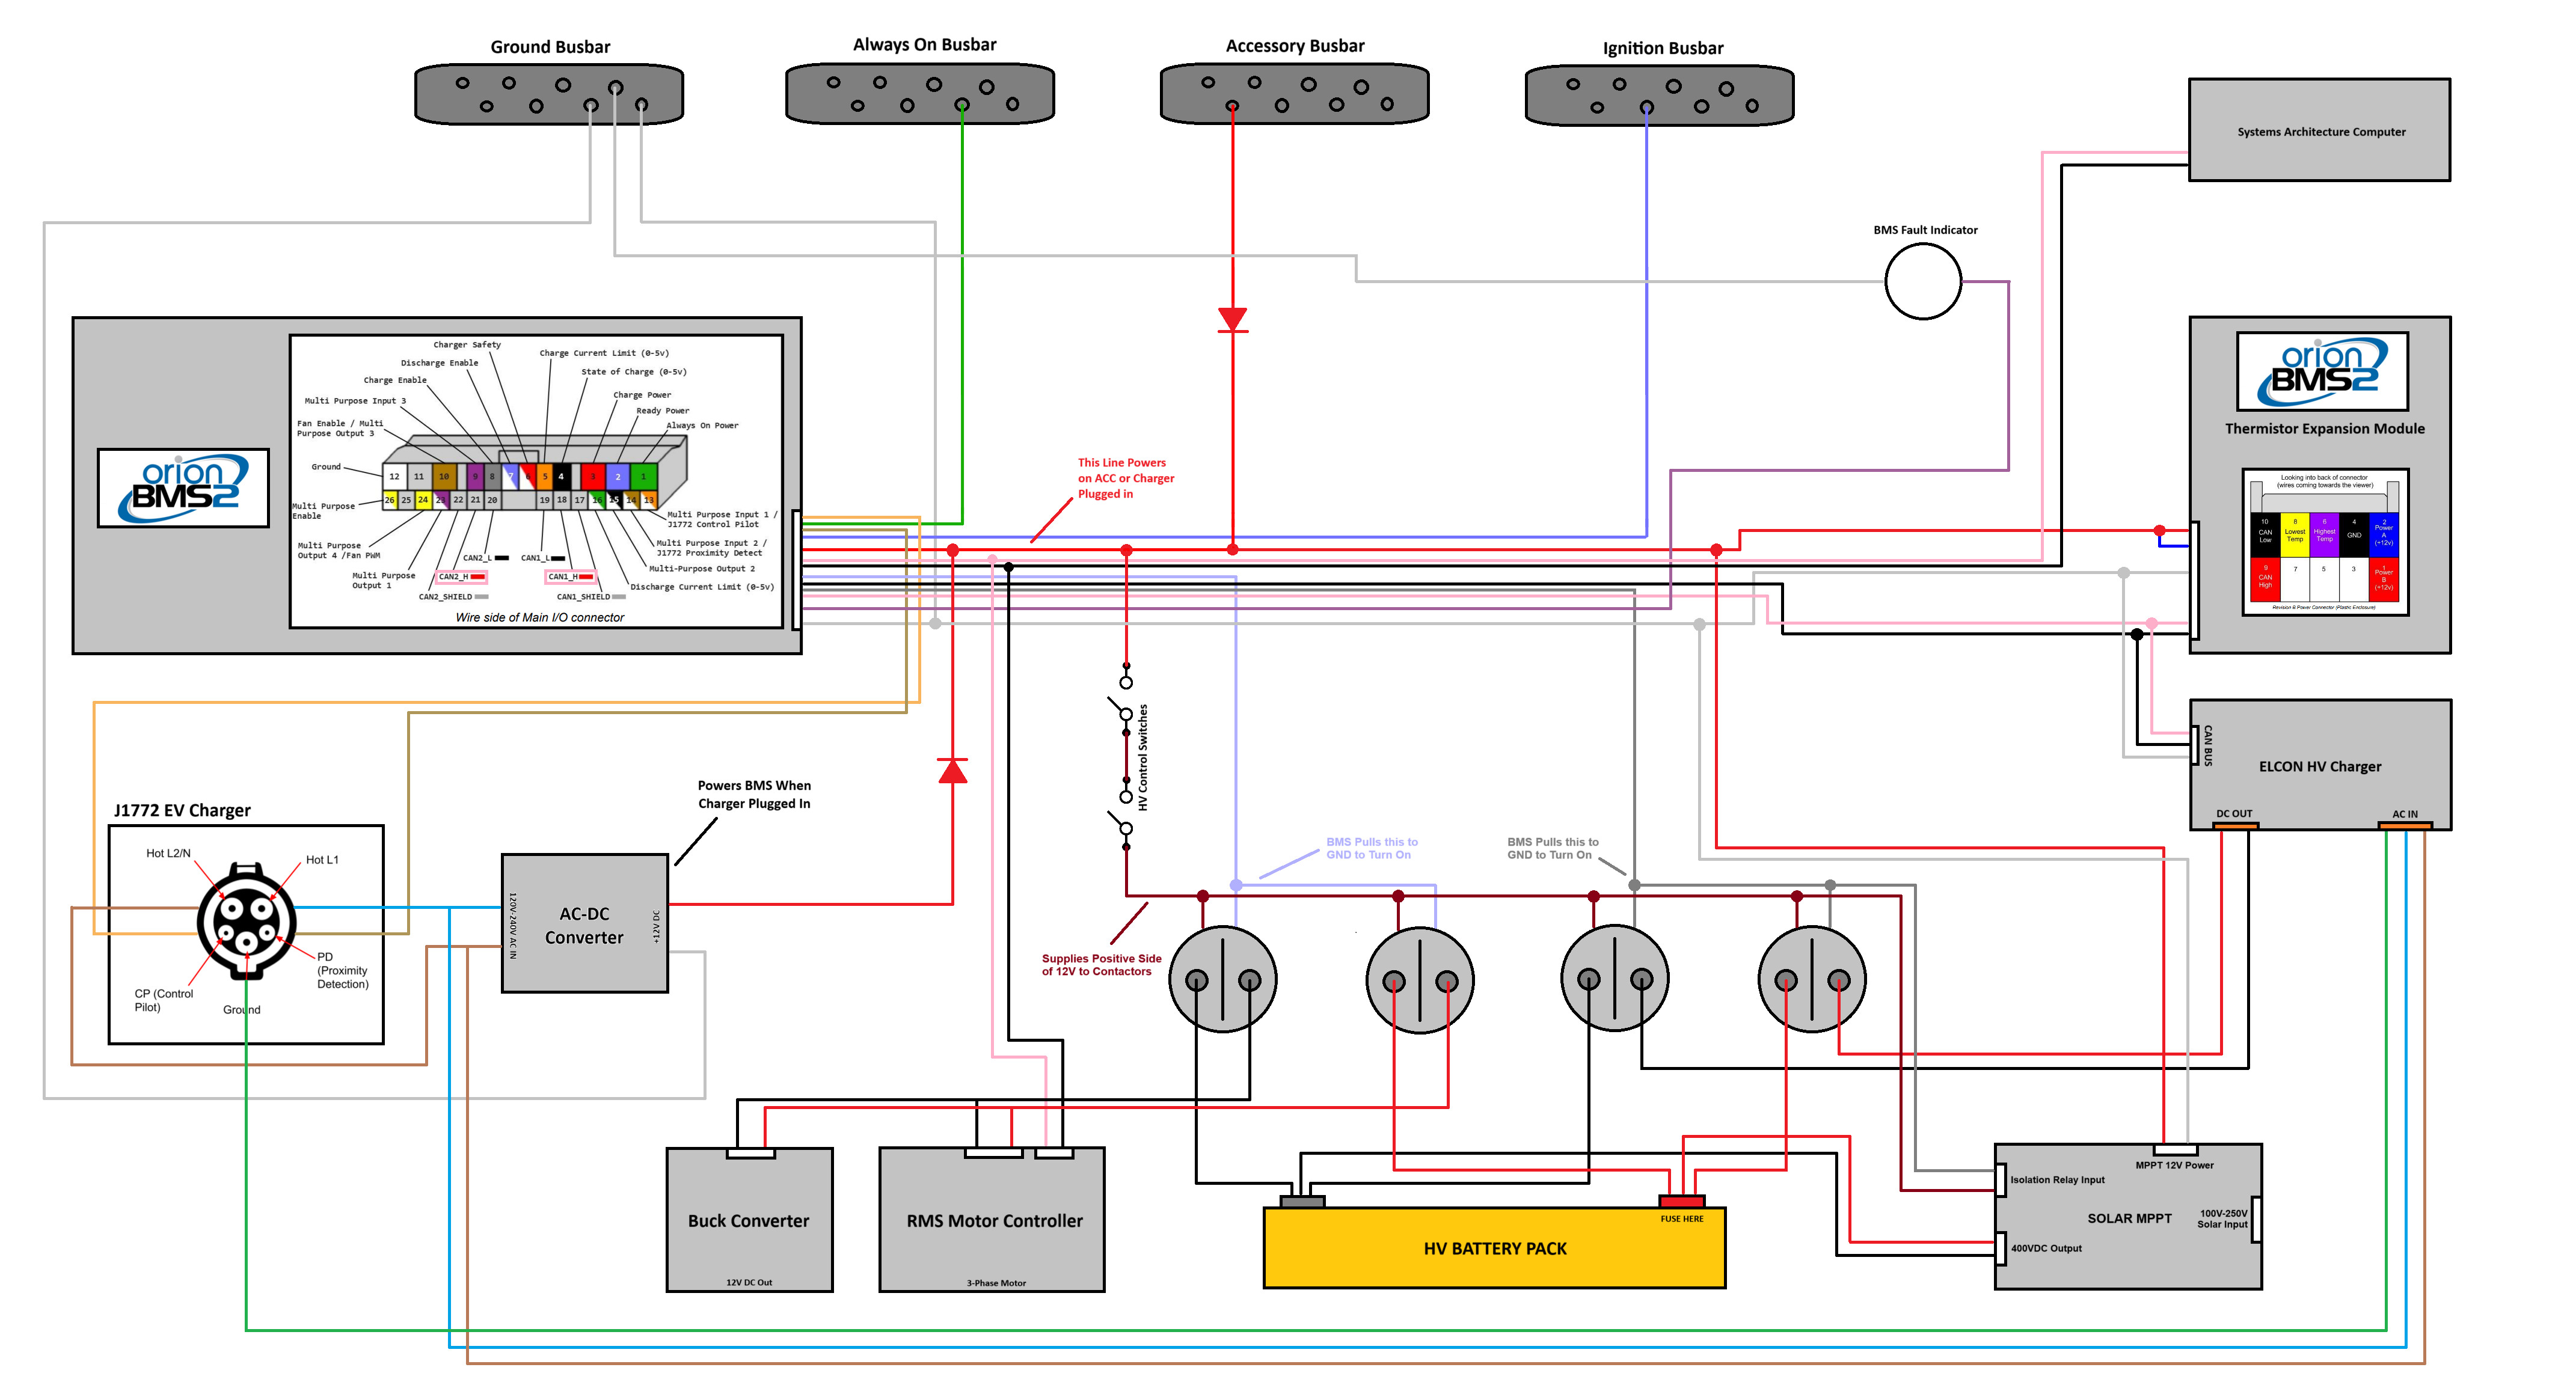 Ground Busbar
Always On Busbar
Accessory Busbar
Ignition Busbar
Systems Architecture Computer
BMS Fault Indicator
Charger Safety
Discharge Enable
Charge Enable
Multi Purpose Input 3
Fan Enable / Multi
Purpose Output 3
Ground
Charge Current Limit (0-5v)
State of Charge (0-5v)
Charge Power
Ready Power
Always On Power
12 11 10 9 8 7 6 5 4 3 2 1
26 25 24 23 22 21 20 19 18 17 16 15 14 13
Multi Purpose
Enable
Multi Purpose
Output 4 /Fan PWM
Multi Purpose
Output 1
CAN2_L
CAN1_L
CAN2_H
CAN1_H
CAN2_SHIELD
CAN1_SHIELD
Multi Purpose Input 1 /
J1772 Control Pilot
Multi Purpose Input 2 /
J1772 Proximity Detect
Multi-Purpose Output 2
Discharge Current Limit (0-5v)
Wire side of Main I/O connector
orion
BMS2
This Line Powers
on ACC or Charger
Plugged in
orion
BMS2
Thermistor Expansion Module
Looking into back of connector
(wires coming towards the viewer)
10
CAN
Low
8
Lowest
Temp
6
Highest
Temp
4
GND
2
Power
A
(+12v)
9
CAN
High
7
5
3
1
Power
B
(+12v)
Revision B Power Connector (Plastic Enclosure)
HV Control Switches
CAN BUS
ELCON HV Charger
DC OUT
AC IN
Powers BMS When
Charger Plugged In
J1772 EV Charger
Hot L2/N
Hot L1
PD
(Proximity
Detection)
CP (Control
Pilot)
Ground
120V-240V AC IN
AC-DC
Converter
+12V DC
BMS Pulls this to
GND to Turn On
BMS Pulls this to
GND to Turn On
Supplies Positive Side
of 12V to Contactors
Buck Converter
12V DC Out
RMS Motor Controller
3-Phase Motor
FUSE HERE
HV BATTERY PACK
MPPT 12V Power
Isolation Relay Input
SOLAR MPPT
100V-250V
Solar Input
400VDC Output